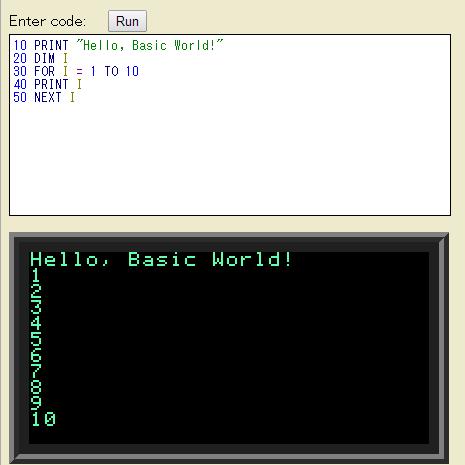 Enter code: Run
10 PRINT "Hello, Basic World!"
20 DIM I
30 FOR I = 1 TO 10
40 PRINT I
50 NEXT I
Hello, Basic World!
1
2
3
4
5
6
7
8
9
10